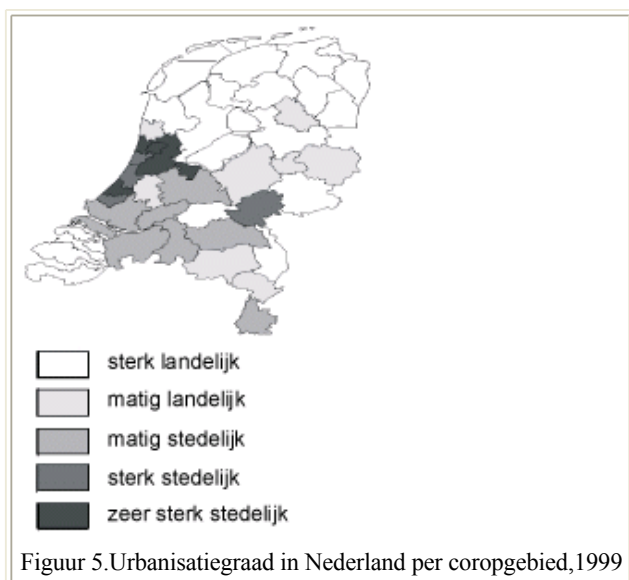 sterk landelijk
matig landelijk
matig stedelijk
sterk stedelijk
zeer sterk stedelijk
Figuur 5.Urbanisatiegraad in Nederland per coropgebied,1999